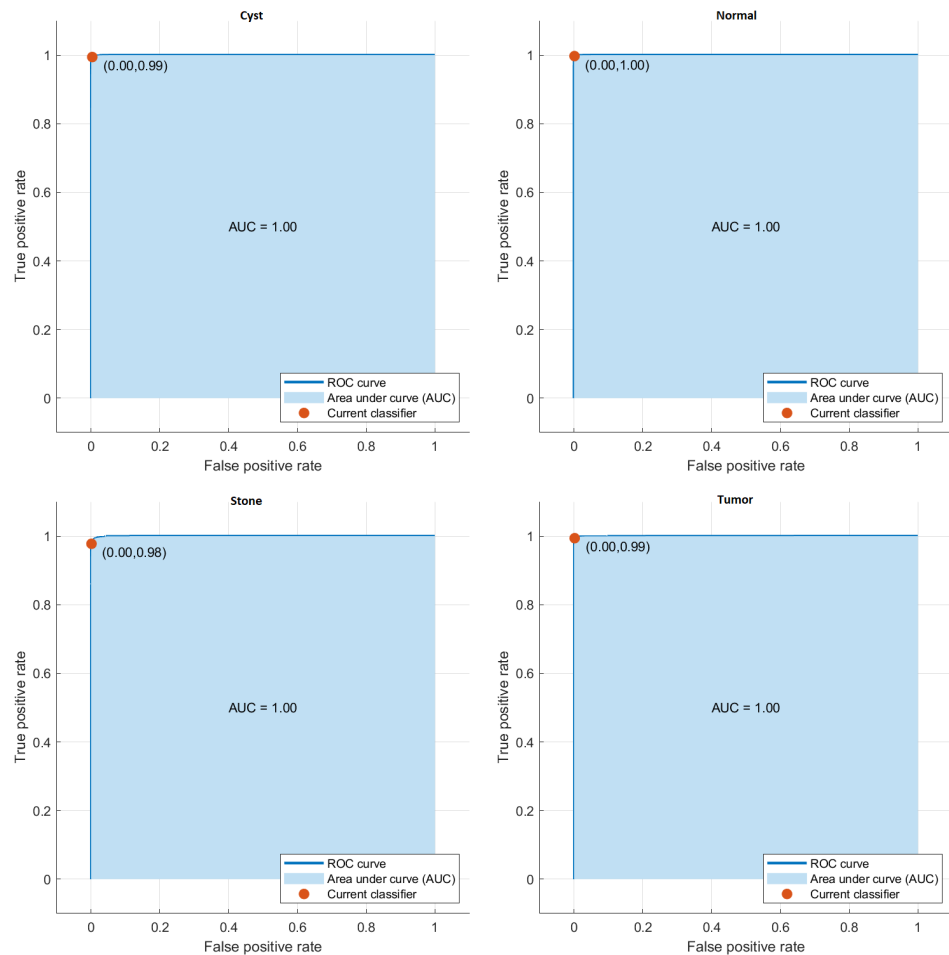 Cyst
1
(0.00,0.99)
0.8
0.6
AUC = 1.00
0.4
0.2
0
ROC curve
Area under curve (AUC)
Current classifier
0 0.2 0.4 0.6 0.8 1
False positive rate
True positive rate
Normal
1
(0.00,1.00)
0.8
0.6
AUC = 1.00
0.4
0.2
0
ROC curve
Area under curve (AUC)
Current classifier
0 0.2 0.4 0.6 0.8 1
False positive rate
True positive rate
Stone
1
(0.00,0.98)
0.8
0.6
AUC = 1.00
0.4
0.2
0
ROC curve
Area under curve (AUC)
Current classifier
0 0.2 0.4 0.6 0.8 1
False positive rate
True positive rate
Tumor
1
(0.00,0.99)
0.8
0.6
AUC = 1.00
0.4
0.2
0
ROC curve
Area under curve (AUC)
Current classifier
0 0.2 0.4 0.6 0.8 1
False positive rate
True positive rate